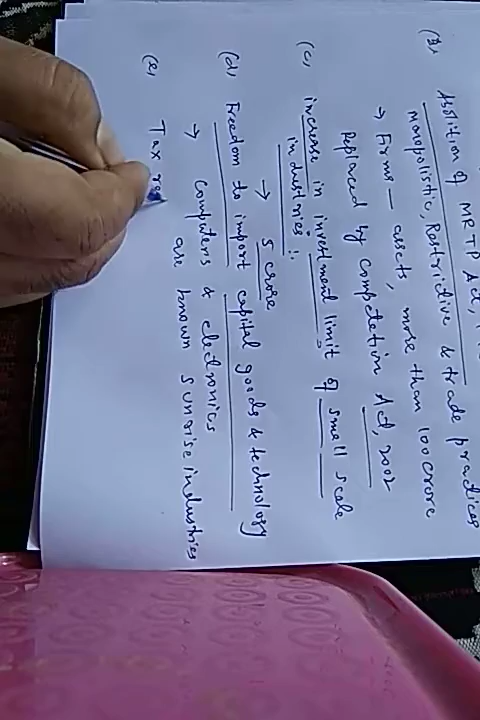 (B) Abolition of MRTP Act,
Monopolistic, Restrictive & trade practices
→ Firms — assets, more than 100 crore
Replaced by Competetion Act, 2002
(C) increase in investment limit of small scale
industries :
→ 5 crore
(d) Freedom to import capital goods & technology
→ Computers & electronics
are known sunrise industries
(e) Tax re